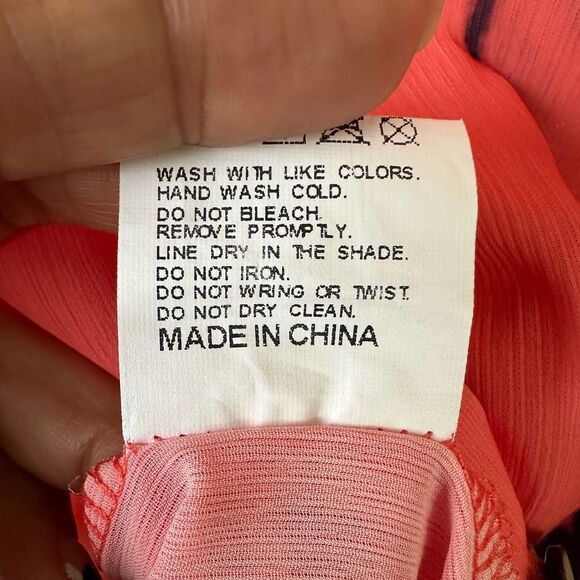 WASH WITH LIKE COLORS.
HAND WASH COLD.
DO NOT BLEACH.
REMOVE PROMPTLY.
LINE DRY IN THE SHADE.
DO NOT IRON.
DO NOT WRING OR TWIST.
DO NOT DRY CLEAN.
MADE IN CHINA